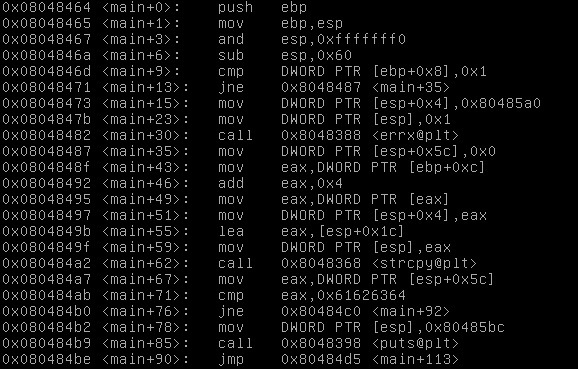 0x08048464 <main+0>: push ebp
0x08048465 <main+1>: mov ebp,esp
0x08048467 <main+3>: and esp,0xfffffff0
0x0804846a <main+6>: sub esp,0x60
0x0804846d <main+9>: cmp DWORD PTR [ebp+0x8],0x1
0x08048471 <main+13>: jne 0x8048487 <main+35>
0x08048473 <main+15>: mov DWORD PTR [esp+0x4],0x80485a0
0x0804847b <main+23>: mov DWORD PTR [esp],0x1
0x08048482 <main+30>: call 0x8048388 <errx@plt>
0x08048487 <main+35>: mov DWORD PTR [esp+0x5c],0x0
0x0804848f <main+43>: mov eax,DWORD PTR [ebp+0xc]
0x08048492 <main+46>: add eax,0x4
0x08048495 <main+49>: mov eax,DWORD PTR [eax]
0x08048497 <main+51>: mov DWORD PTR [esp+0x4],eax
0x0804849b <main+55>: lea eax,[esp+0x1c]
0x0804849f <main+59>: mov DWORD PTR [esp],eax
0x080484a2 <main+62>: call 0x8048368 <strcpy@plt>
0x080484a7 <main+67>: mov eax,DWORD PTR [esp+0x5c]
0x080484ab <main+71>: cmp eax,0x61626364
0x080484b0 <main+76>: jne 0x80484c0 <main+92>
0x080484b2 <main+78>: mov DWORD PTR [esp],0x80485bc
0x080484b9 <main+85>: call 0x8048398 <puts@plt>
0x080484be <main+90>: jmp 0x80484d5 <main+113>